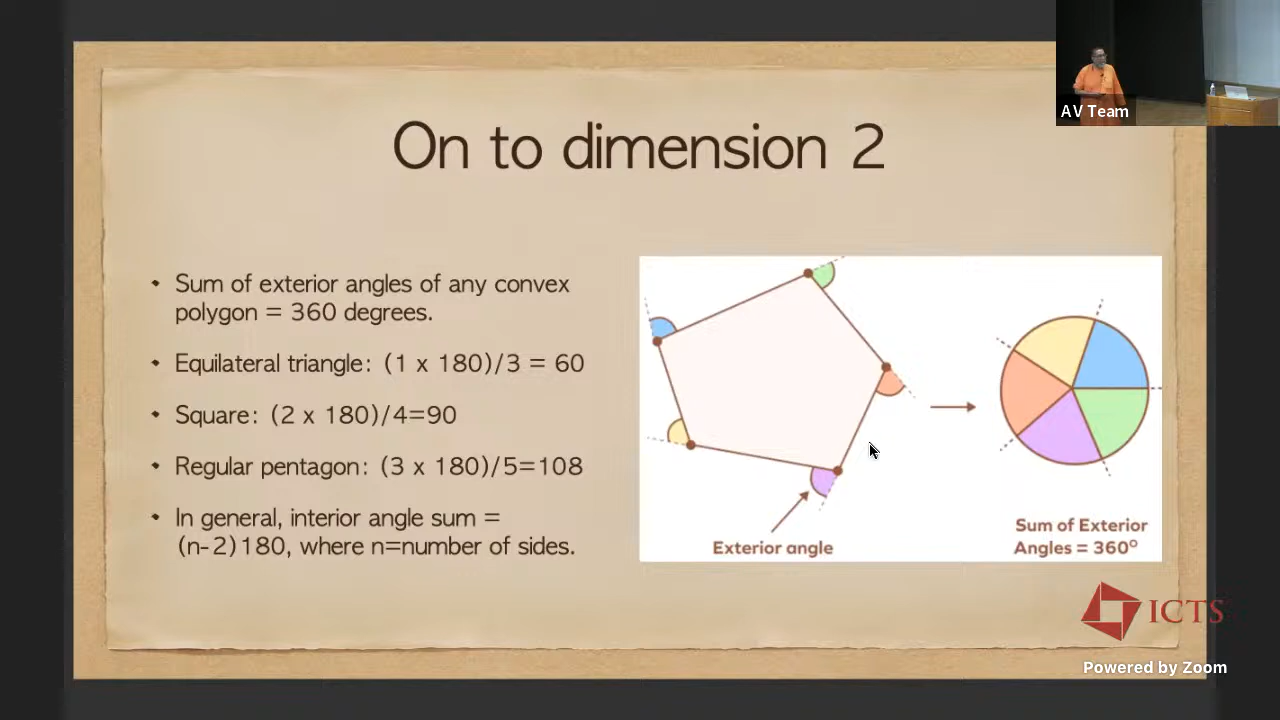 AV Team
On to dimension 2
• Sum of exterior angles of any convex
polygon = 360 degrees.
• Equilateral triangle: (1 x 180)/3 = 60
• Square: (2 x 180)/4=90
• Regular pentagon: (3 x 180)/5=108
• In general, interior angle sum =
(n-2)180, where n=number of sides.
Exterior angle
Sum of Exterior
Angles = 360°
ICTS
Powered by Zoom